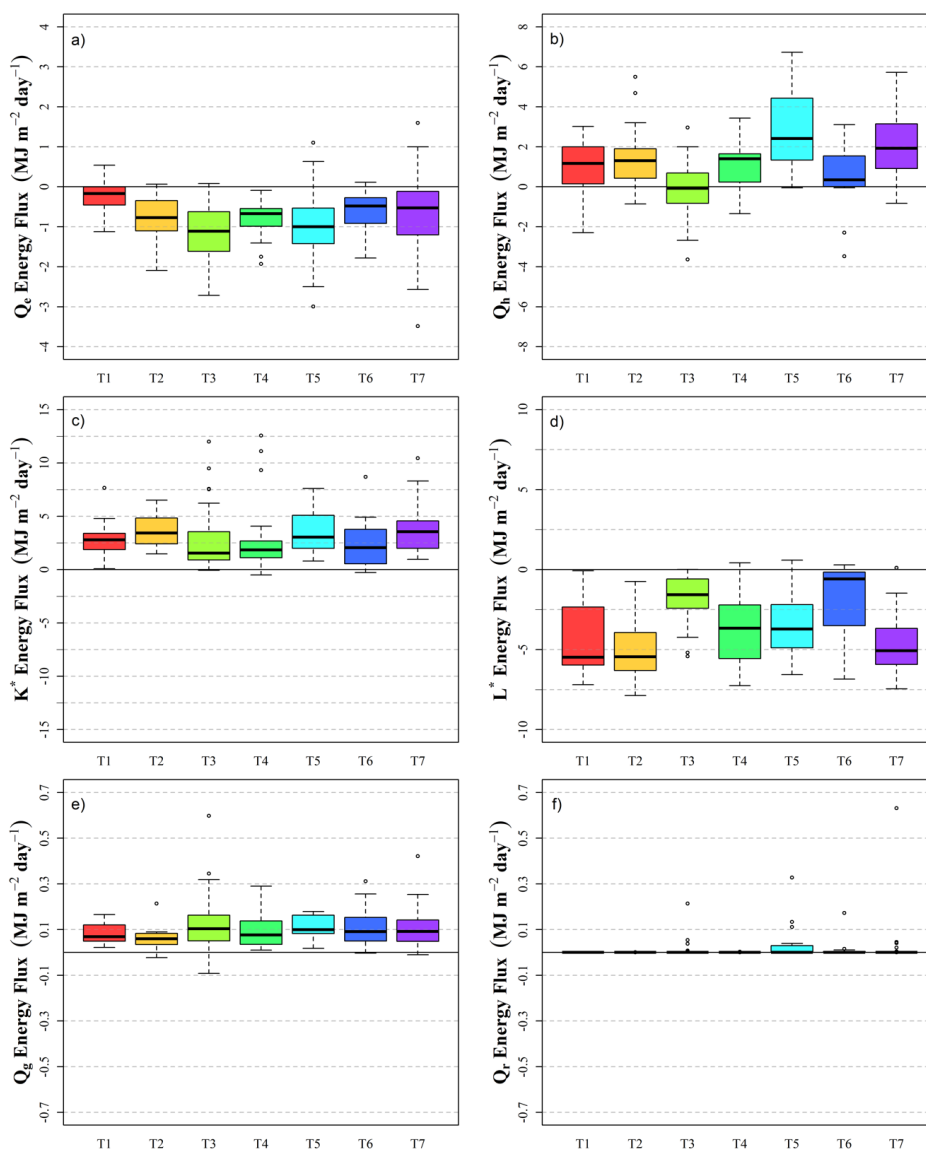 a)
Qe Energy Flux (MJ m−2 day−1)
4
3
2
1
0
-1
-2
-3
-4
T1 T2 T3 T4 T5 T6 T7
b)
Qh Energy Flux (MJ m−2 day−1)
8
6
4
2
0
-2
-4
-6
-8
T1 T2 T3 T4 T5 T6 T7
c)
K* Energy Flux (MJ m−2 day−1)
15
10
5
0
-5
-10
-15
T1 T2 T3 T4 T5 T6 T7
d)
L* Energy Flux (MJ m−2 day−1)
10
5
0
-5
-10
T1 T2 T3 T4 T5 T6 T7
e)
Qg Energy Flux (MJ m−2 day−1)
0.7
0.5
0.3
0.1
-0.1
-0.3
-0.5
-0.7
T1 T2 T3 T4 T5 T6 T7
f)
Qr Energy Flux (MJ m−2 day−1)
0.7
0.5
0.3
0.1
-0.1
-0.3
-0.5
-0.7
T1 T2 T3 T4 T5 T6 T7